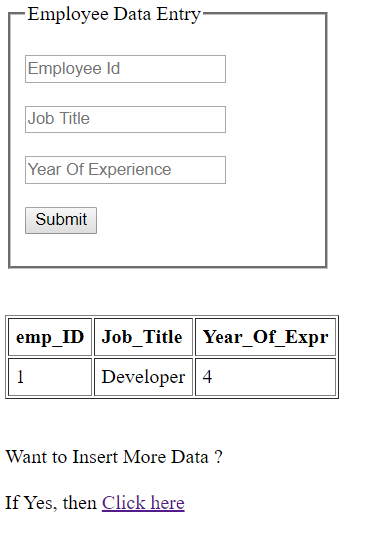 Employee Data Entry
Employee Id
Job Title
Year Of Experience
Submit
emp_ID Job_Title Year_Of_Expr
1 Developer 4
Want to Insert More Data ?
If Yes, then Click here